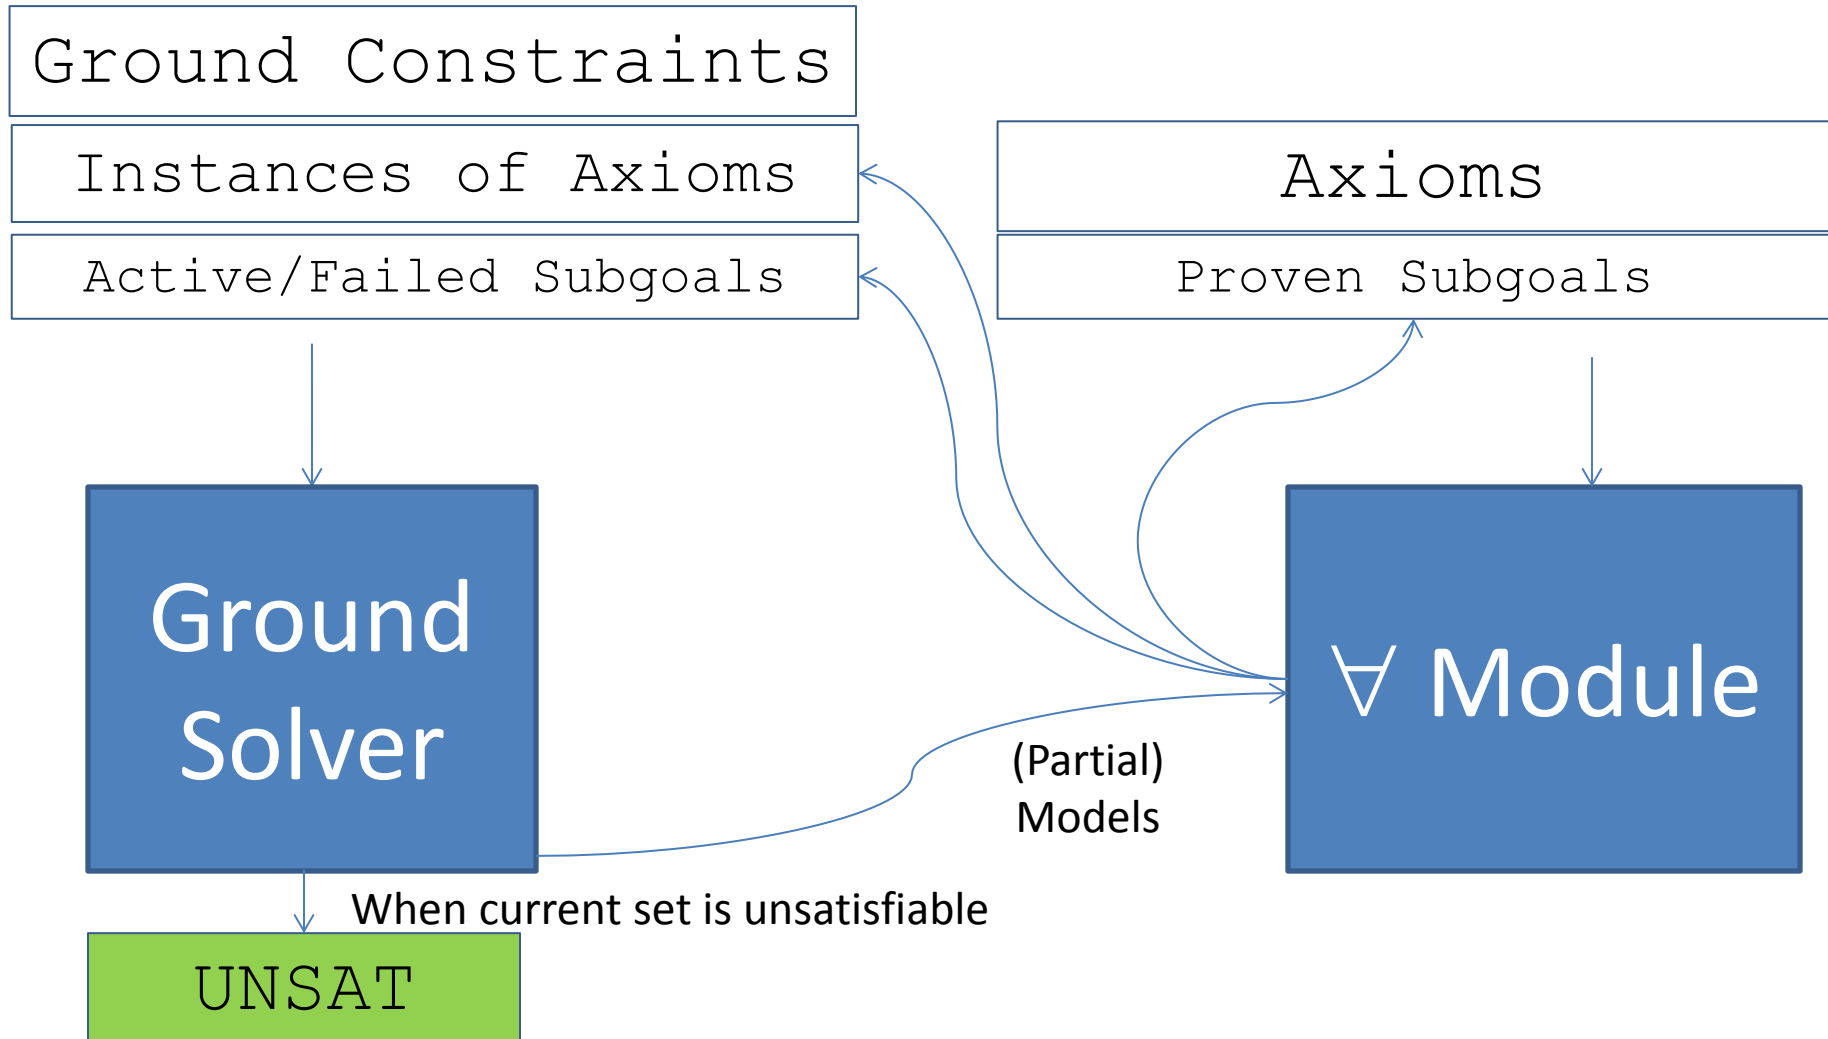 Ground Constraints
Instances of Axioms
Active/Failed Subgoals
Axioms
Proven Subgoals
Ground
Solver
∀ Module
(Partial)
Models
When current set is unsatisfiable
UNSAT